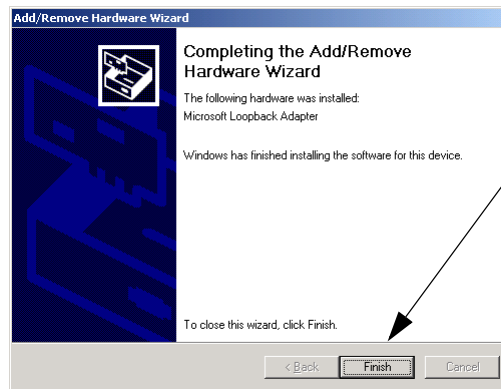 Add/Remove Hardware Wizard
Completing the Add/Remove
Hardware Wizard
The following hardware was installed:
Microsoft Loopback Adapter
Windows has finished installing the software for this device.
To close this wizard, click Finish.
< Back Finish Cancel